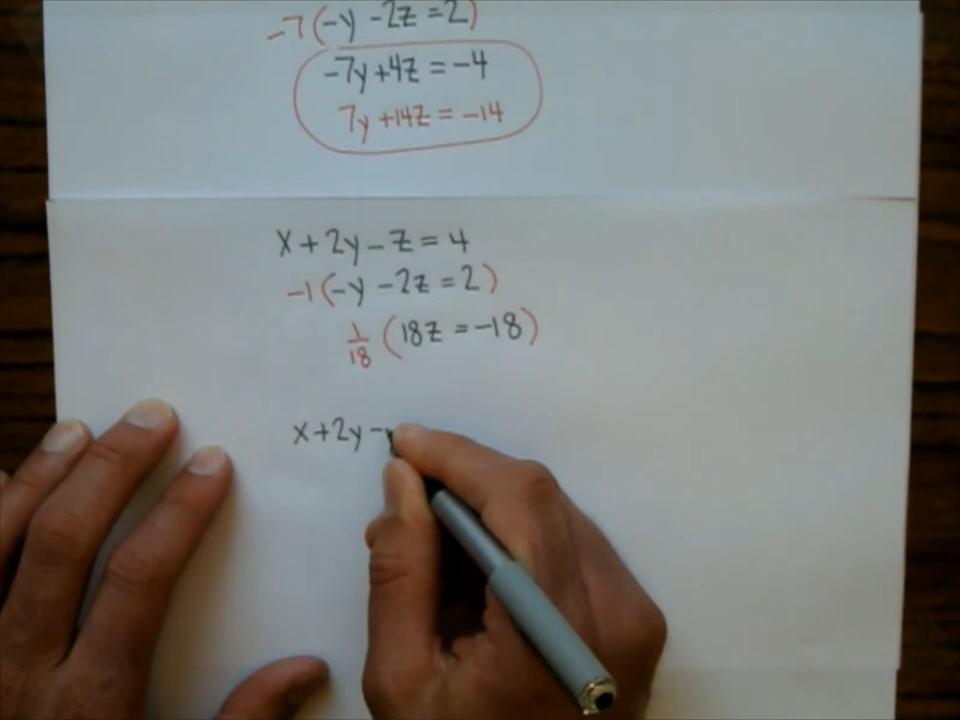 -7(-y -2z =2)
-7y+4z = -4
7y +14z = -14
x + 2y - z = 4
-1(-y -2z =2)
1/18 (18z = -18)
x+2y -